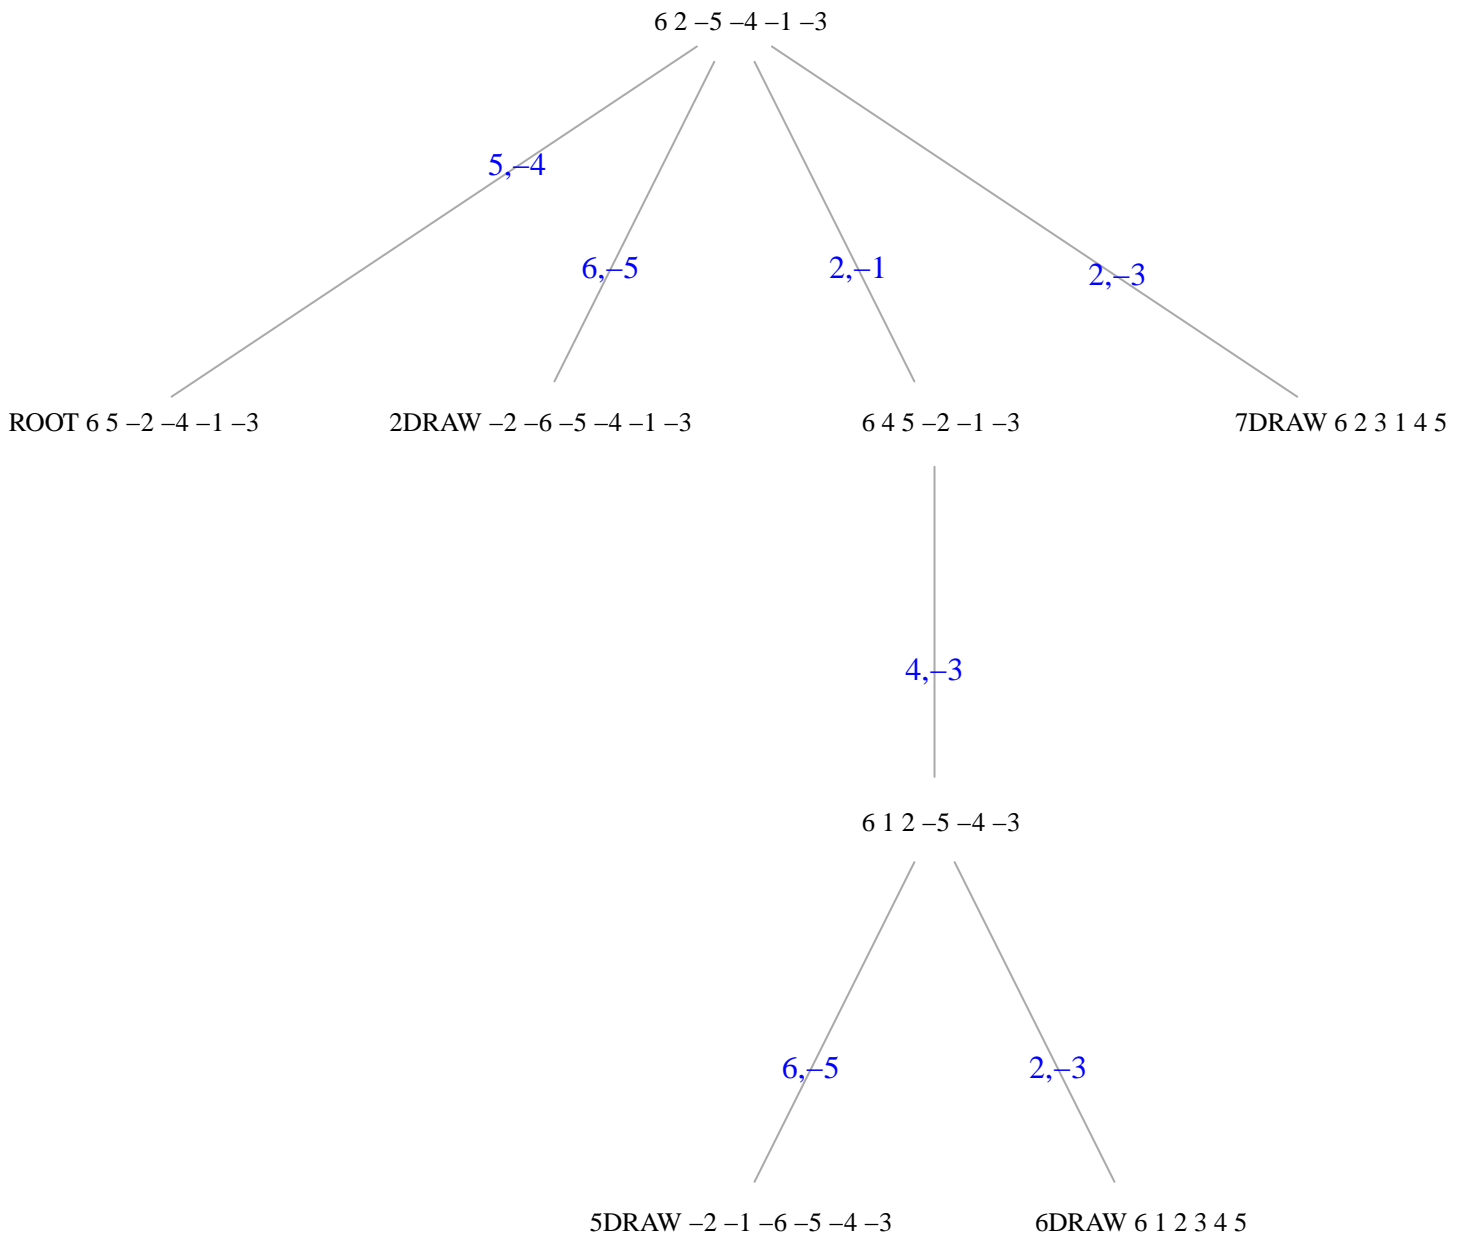 6 2 –5 –4 –1 –3
5,–4
6,–5
2,–1
2,–3
ROOT 6 5 –2 –4 –1 –3
2DRAW –2 –6 –5 –4 –1 –3
6 4 5 –2 –1 –3
7DRAW 6 2 3 1 4 5
4,–3
6 1 2 –5 –4 –3
6,–5
2,–3
5DRAW –2 –1 –6 –5 –4 –3
6DRAW 6 1 2 3 4 5